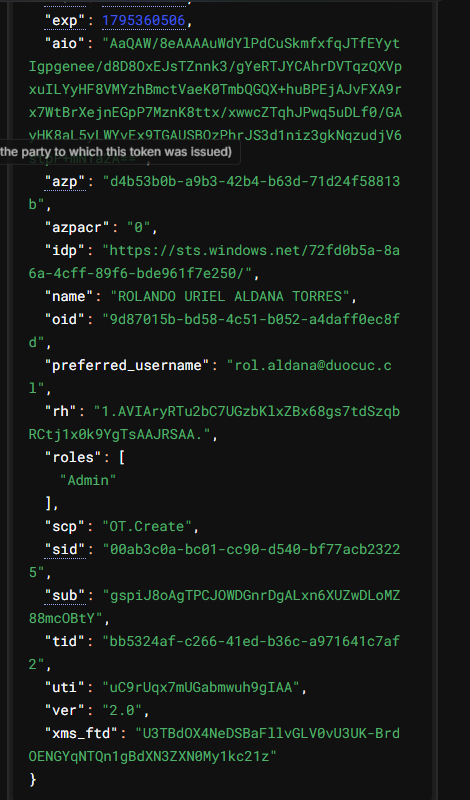 "exp": 1795360506,
"aio": "AaQAW/8eAAAAuWdYlPdCuSkmfxfqJTfEYyt
Igpgenee/d8D8OxEJsTZnnk3/gYeRTJYCAhrDVTqzQXVp
xuILYyHF8VMYzhBmctVaeK0TmbQGQX+huBPEjAJvFXA9r
x7WtBrXejnEGpP7MznK8ttx/xwwcZTqhJPwq5uDLf0/GA
yHK8aL5yLWYvEx9TGAUSBOzPhrJS3d1niz3gkNqzudjV6
the party to which this token was issued)
"azp": "d4b53b0b-a9b3-42b4-b63d-71d24f58813
b",
"azpacr": "0",
"idp": "https://sts.windows.net/72fd0b5a-8a
6a-4cff-89f6-bde961f7e250/",
"name": "ROLANDO URIEL ALDANA TORRES",
"oid": "9d87015b-bd58-4c51-b052-a4daff0ec8f
d",
"preferred_username": "rol.aldana@duocuc.c
l",
"rh": "1.AVIAryRTu2bC7UGzbKlxZBx68gs7tdSzqb
RCtj1x0k9YgTsAAJRSAA.",
"roles": [
"Admin"
],
"scp": "OT.Create",
"sid": "00ab3c0a-bc01-cc90-d540-bf77acb2322
5",
"sub": "gspiJ8oAgTPCJOWDGnrDgALxn6XUZwDLoMZ
88mcOBtY",
"tid": "bb5324af-c266-41ed-b36c-a971641c7af
2",
"uti": "uC9rUqx7mUGabmwuh9gIAA",
"ver": "2.0",
"xms_ftd": "U3TBdOX4NeDSBaFllvGLV0vU3UK-Brd
OENGYqNTQn1gBdXN3ZXN0My1kc21z"
}